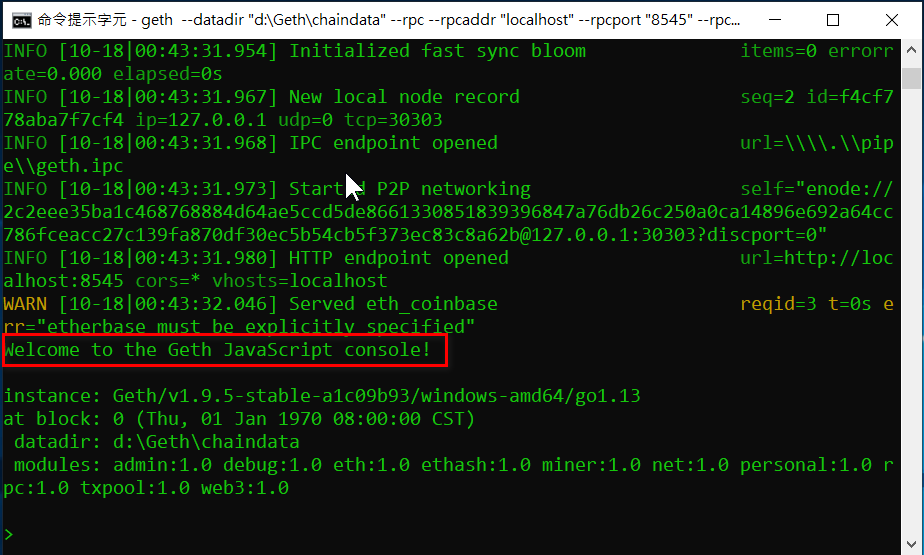 命令提示字元 - geth --datadir "d:\Geth\chaindata" --rpc --rpcaddr "localhost" --rpcport "8545" --rpc...
INFO [10-18|00:43:31.954] Initialized fast sync bloom items=0 errorr
ate=0.000 elapsed=0s
INFO [10-18|00:43:31.967] New local node record seq=2 id=f4cf7
78aba7f7cf4 ip=127.0.0.1 udp=0 tcp=30303
INFO [10-18|00:43:31.968] IPC endpoint opened url=\\\\.\\pip
e\\geth.ipc
INFO [10-18|00:43:31.973] Started P2P networking self="enode://
2c2eee35ba1c468768884d64ae5ccd5de8661330851839396847a76db26c250a0ca14896e692a64cc
786fceacc27c139fa870df30ec5b54cb5f373ec83c8a62b@127.0.0.1:30303?discport=0"
INFO [10-18|00:43:31.980] HTTP endpoint opened url=http://loc
alhost:8545 cors=* vhosts=localhost
WARN [10-18|00:43:32.046] Served eth_coinbase reqid=3 t=0s e
rr="etherbase must be explicitly specified"
Welcome to the Geth JavaScript console!
instance: Geth/v1.9.5-stable-a1c09b93/windows-amd64/go1.13
at block: 0 (Thu, 01 Jan 1970 08:00:00 CST)
datadir: d:\Geth\chaindata
modules: admin:1.0 debug:1.0 eth:1.0 ethash:1.0 miner:1.0 net:1.0 personal:1.0 r
pc:1.0 txpool:1.0 web3:1.0
>